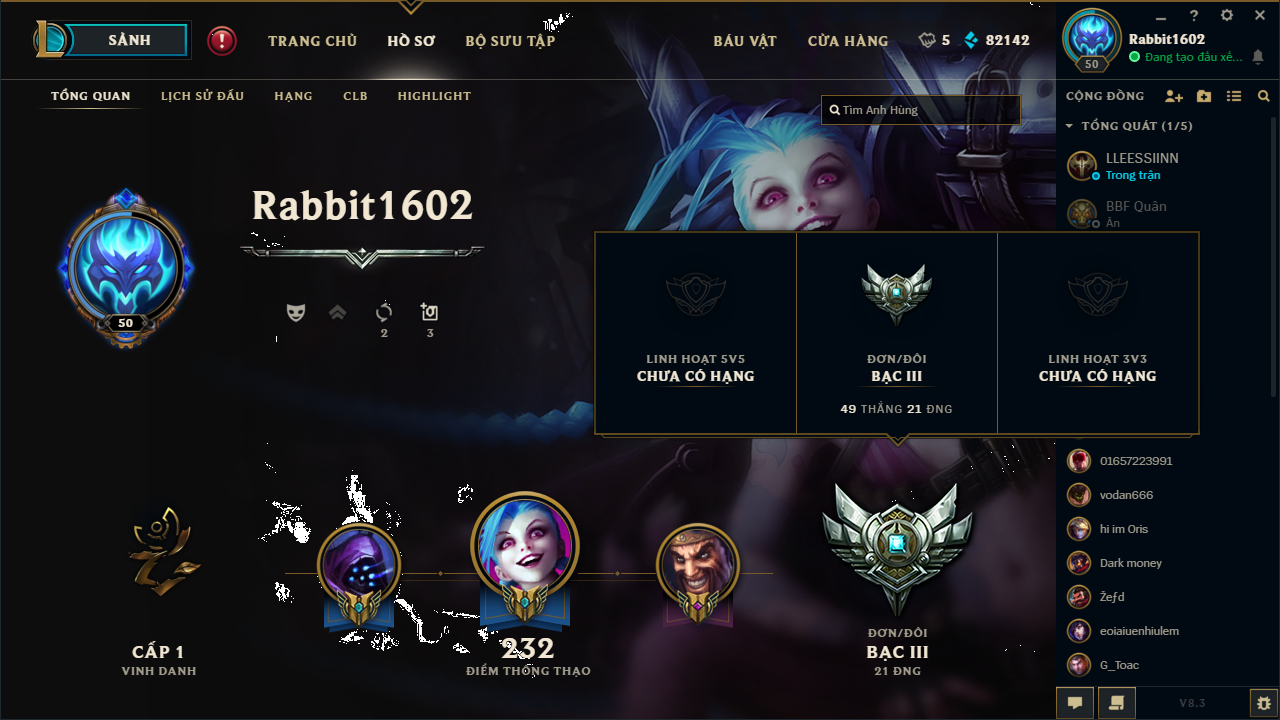 SẢNH
TRANG CHỦ
HỒ SƠ
BỘ SƯU TẬP
BÁU VẬT
CỬA HÀNG
5
82142
Rabbit1602
Đang tạo đấu xế...
50
TỔNG QUAN
LỊCH SỬ ĐẤU
HẠNG
CLB
HIGHLIGHT
Tìm Anh Hùng
CỘNG ĐỒNG
TỔNG QUÁT (1/5)
LLEESSIINN
Trong trận
BBF Quân
Ẩn
Rabbit1602
50
2
3
LINH HOẠT 5V5
CHƯA CÓ HẠNG
ĐƠN/ĐÔI
BẠC III
49 THẮNG 21 ĐNG
LINH HOẠT 3V3
CHƯA CÓ HẠNG
01657223991
vodan666
hi im Oris
Dark money
Žeƒd
eoiaiuenhiulem
G_Toac
CẤP 1
VINH DANH
232
ĐIỂM THÔNG THẠO
ĐƠN/ĐÔI
BẠC III
21 ĐNG
V8.3